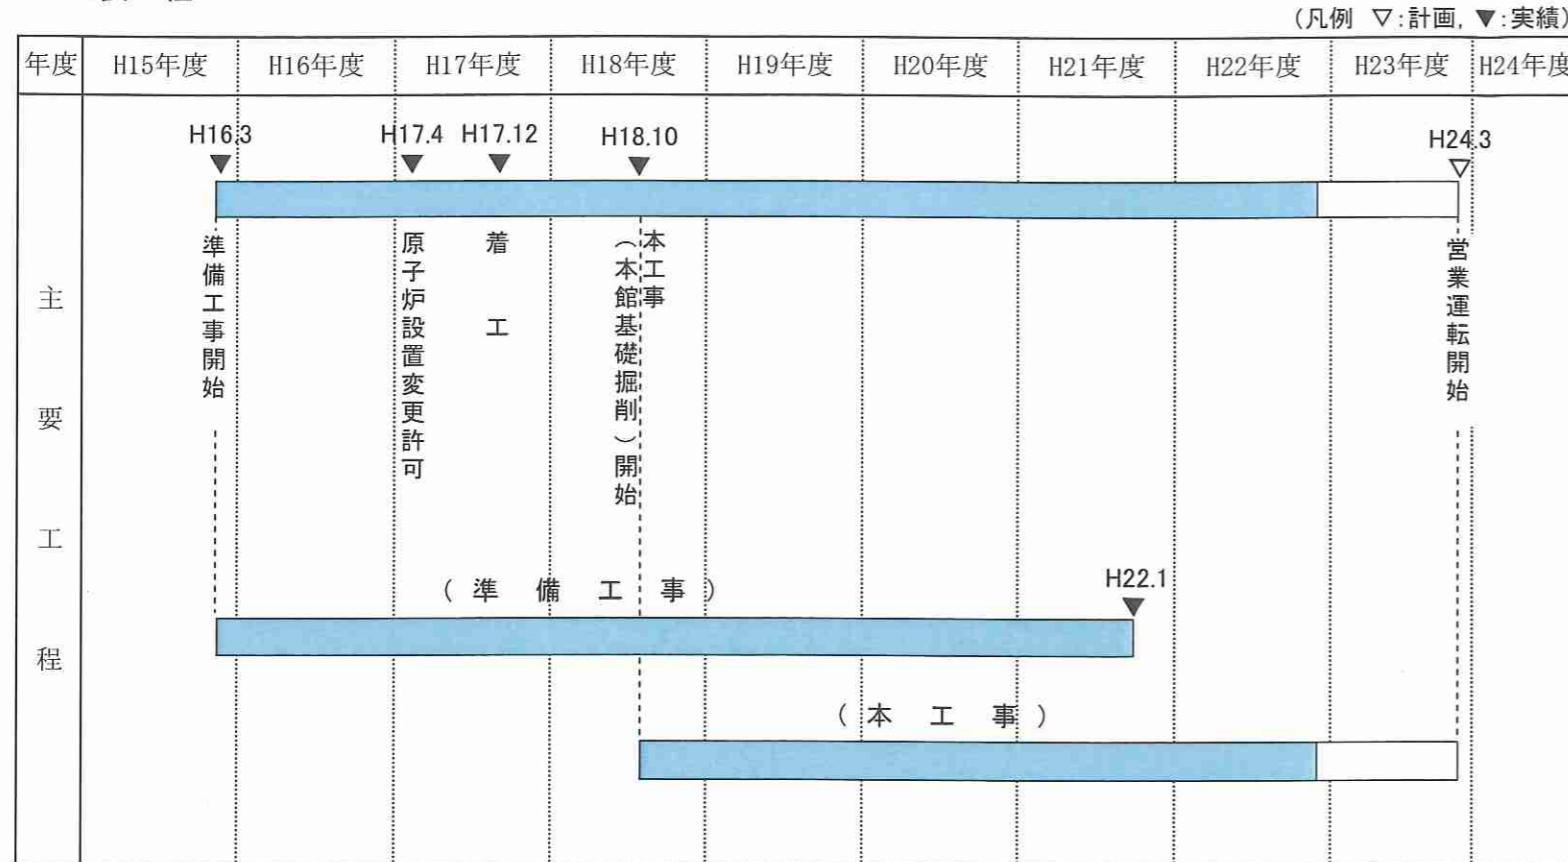 (凡例 ▽:計画, ▼:実績)
年度 H15年度 H16年度 H17年度 H18年度 H19年度 H20年度 H21年度 H22年度 H23年度 H24年度
H16.3 H17.4 H17.12 H18.10 H24.3
主要工程
準備工事開始
原子炉設置変更許可
着工
本工事
(本館基礎掘削)開始
営業運転開始
H22.1
(準備工事)
(本工事)